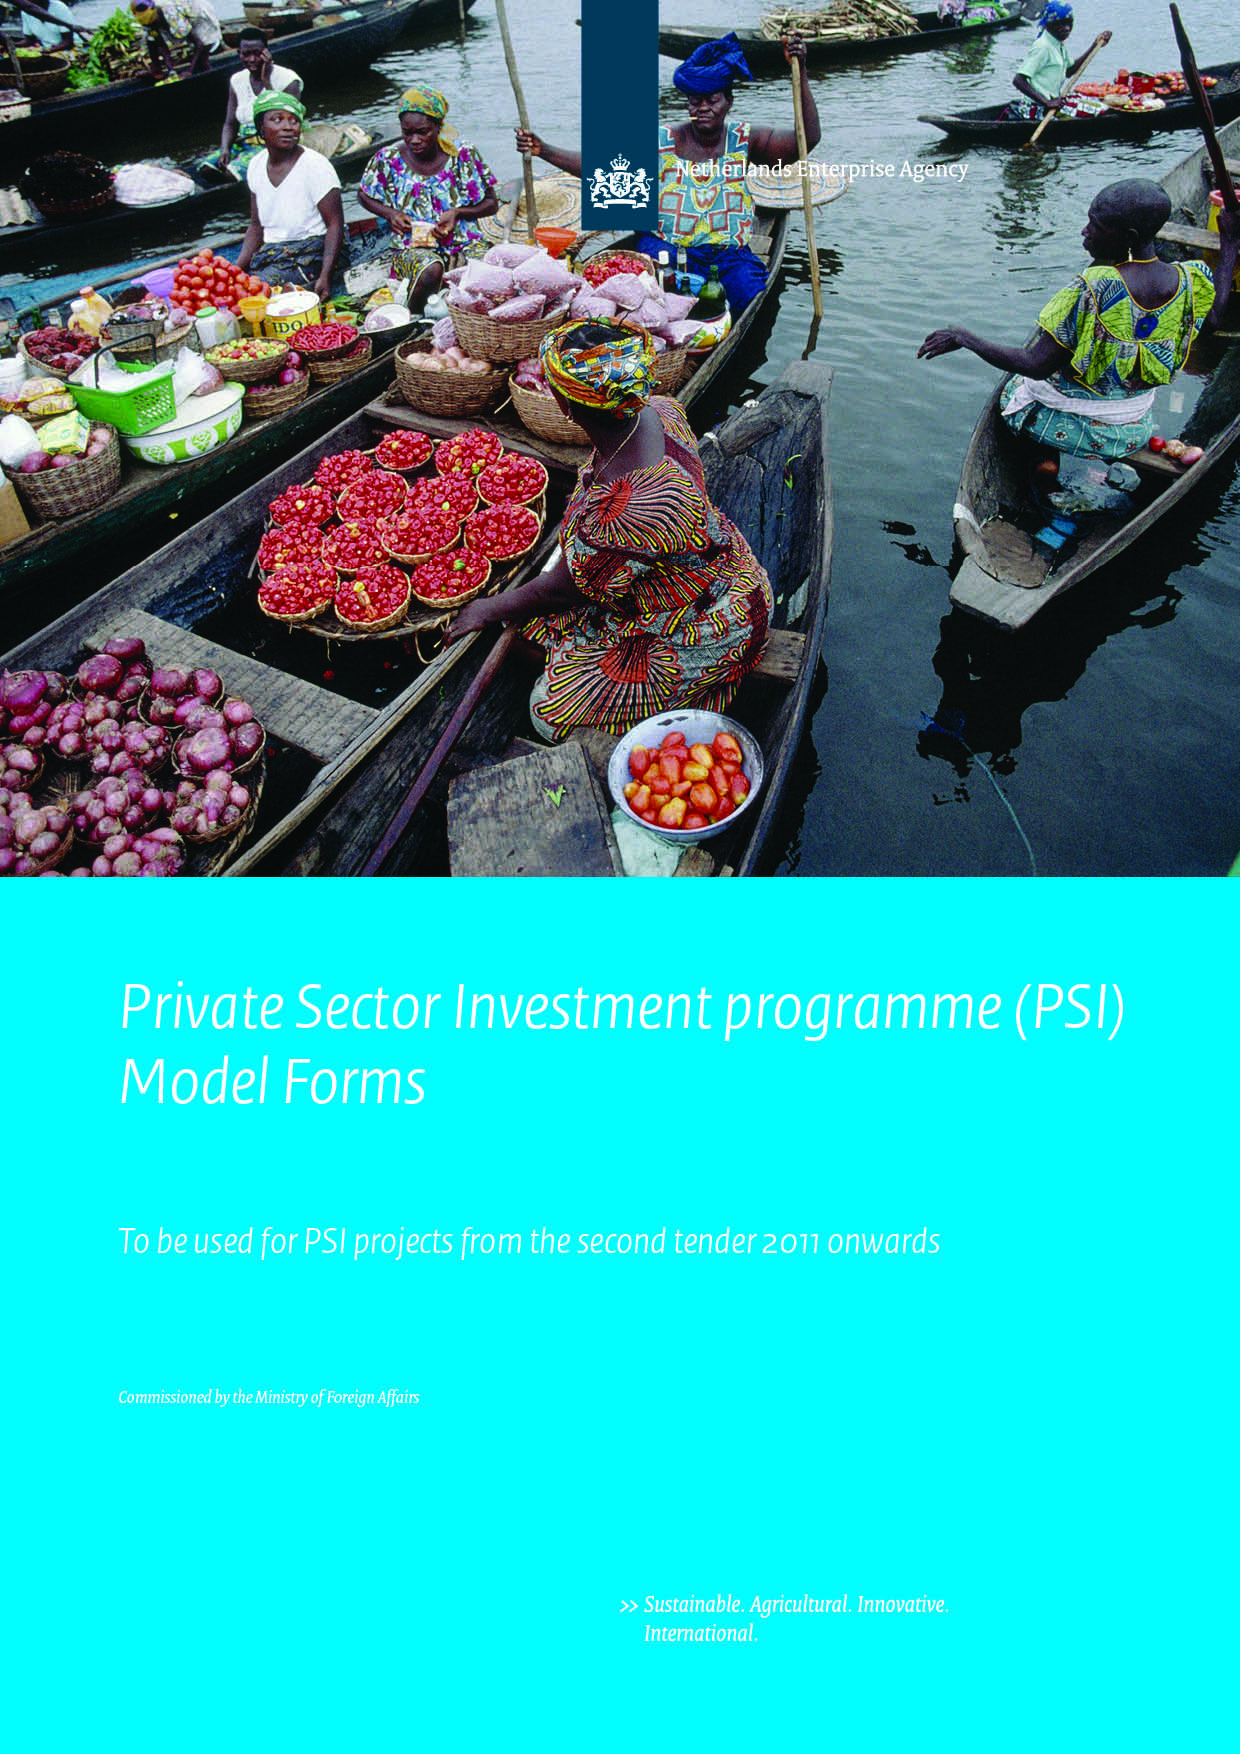 Netherlands Enterprise Agency
IDO
Private Sector Investment programme (PSI)
Model Forms
To be used for PSI projects from the second tender 2011 onwards
Commissioned by the Ministry of Foreign Affairs
>> Sustainable. Agricultural. Innovative.
International.